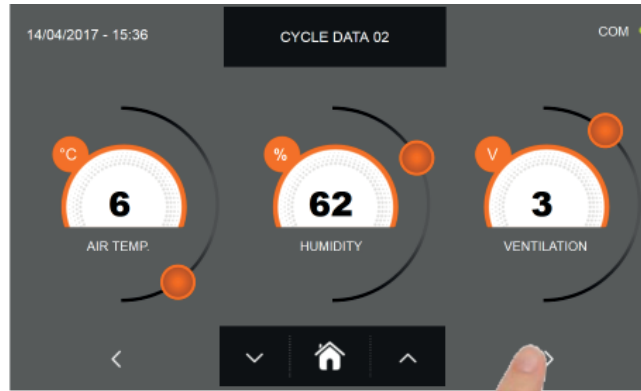 14/04/2017 - 15:36
CYCLE DATA 02
COM
°C
6
AIR TEMP.
%
62
HUMIDITY
V
3
VENTILATION